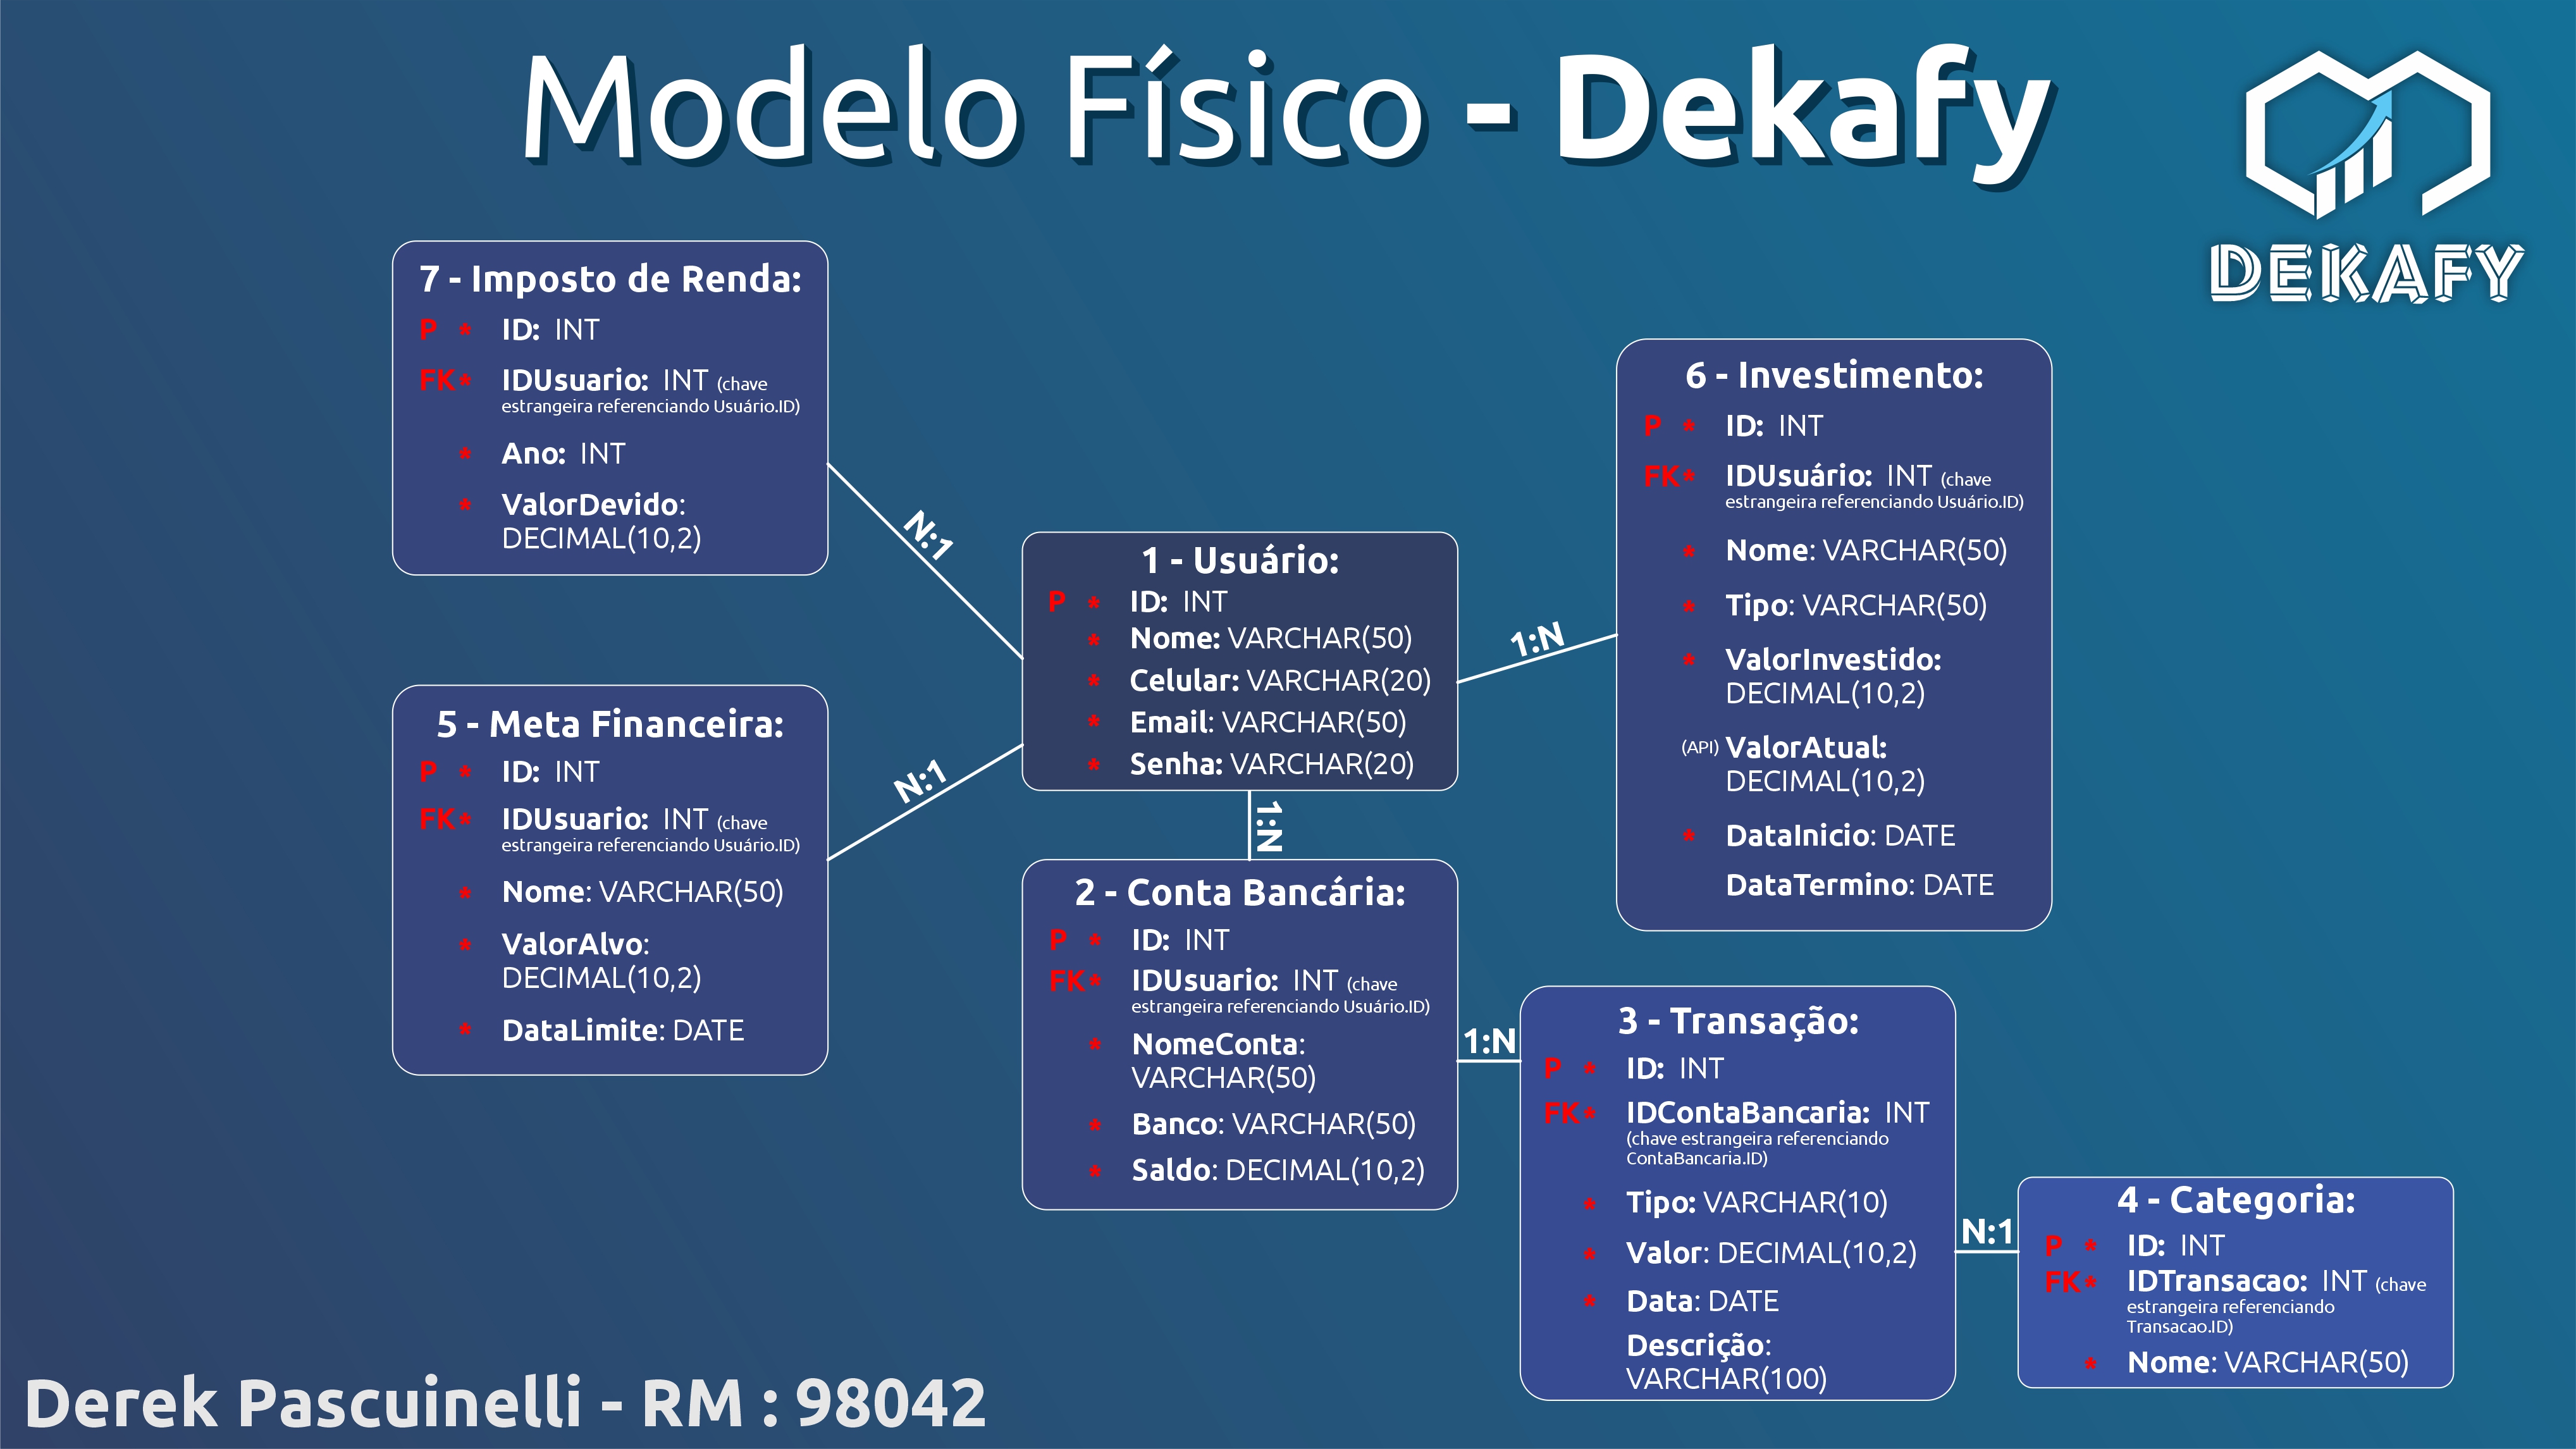 Modelo Físico - Dekafy
DEKAFY
7 - Imposto de Renda:
P * ID: INT
FK* IDUsuario: INT (chave
estrangeira referenciando Usuário.ID)
* Ano: INT
* ValorDevido:
DECIMAL(10,2)
N:1
6 - Investimento:
P * ID: INT
FK* IDUsuário: INT (chave
estrangeira referenciando Usuário.ID)
* Nome: VARCHAR(50)
* Tipo: VARCHAR(50)
* ValorInvestido:
DECIMAL(10,2)
(API) ValorAtual:
DECIMAL(10,2)
* DataInicio: DATE
DataTermino: DATE
1 - Usuário:
P * ID: INT
* Nome: VARCHAR(50)
* Celular: VARCHAR(20)
* Email: VARCHAR(50)
* Senha: VARCHAR(20)
1:N
5 - Meta Financeira:
P * ID: INT
FK* IDUsuario: INT (chave
estrangeira referenciando Usuário.ID)
* Nome: VARCHAR(50)
* ValorAlvo:
DECIMAL(10,2)
* DataLimite: DATE
N:1
1:N
2 - Conta Bancária:
P * ID: INT
FK* IDUsuario: INT (chave
estrangeira referenciando Usuário.ID)
* NomeConta:
VARCHAR(50)
* Banco: VARCHAR(50)
* Saldo: DECIMAL(10,2)
1:N
3 - Transação:
P * ID: INT
FK* IDContaBancaria: INT
(chave estrangeira referenciando
ContaBancaria.ID)
* Tipo: VARCHAR(10)
* Valor: DECIMAL(10,2)
* Data: DATE
Descrição:
VARCHAR(100)
N:1
4 - Categoria:
P * ID: INT
FK* IDTransacao: INT (chave
estrangeira referenciando
Transacao.ID)
* Nome: VARCHAR(50)
Derek Pascuinelli - RM : 98042